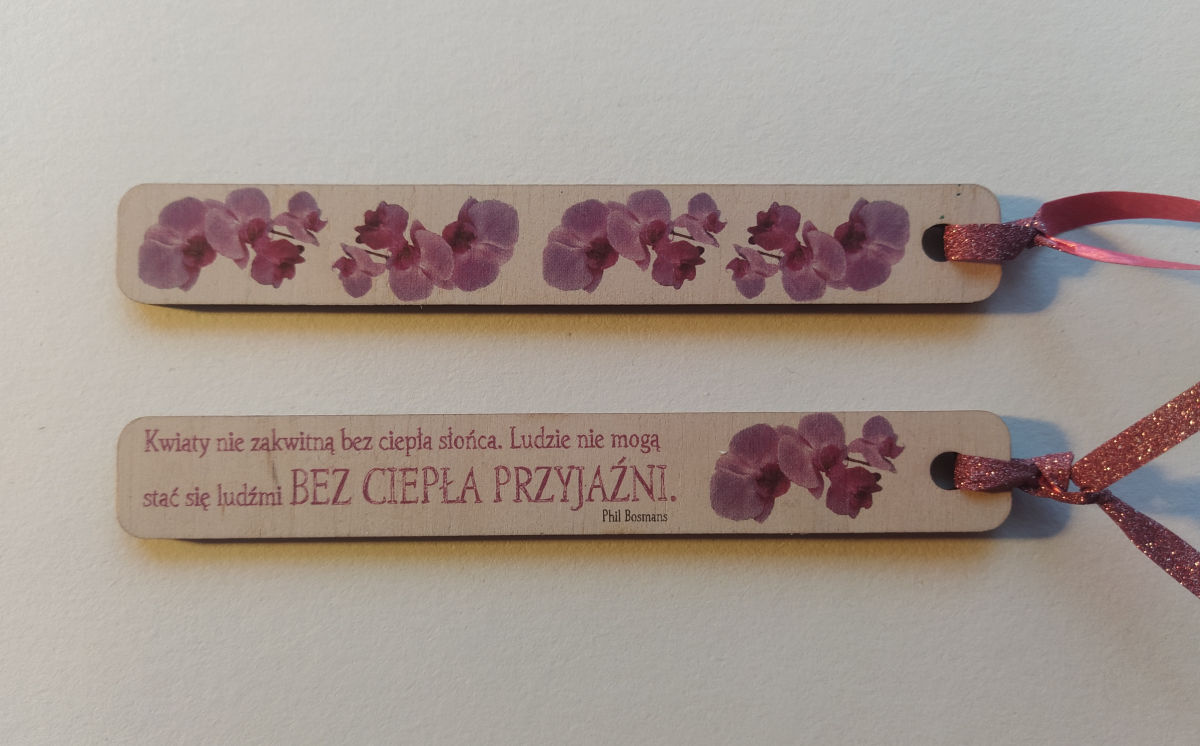 Kwiaty nie zakwitną bez ciepła słońca. Ludzie nie mogą
stać się ludźmi BEZ CIEPŁA PRZYJAŹNI.
Phil Bosmans